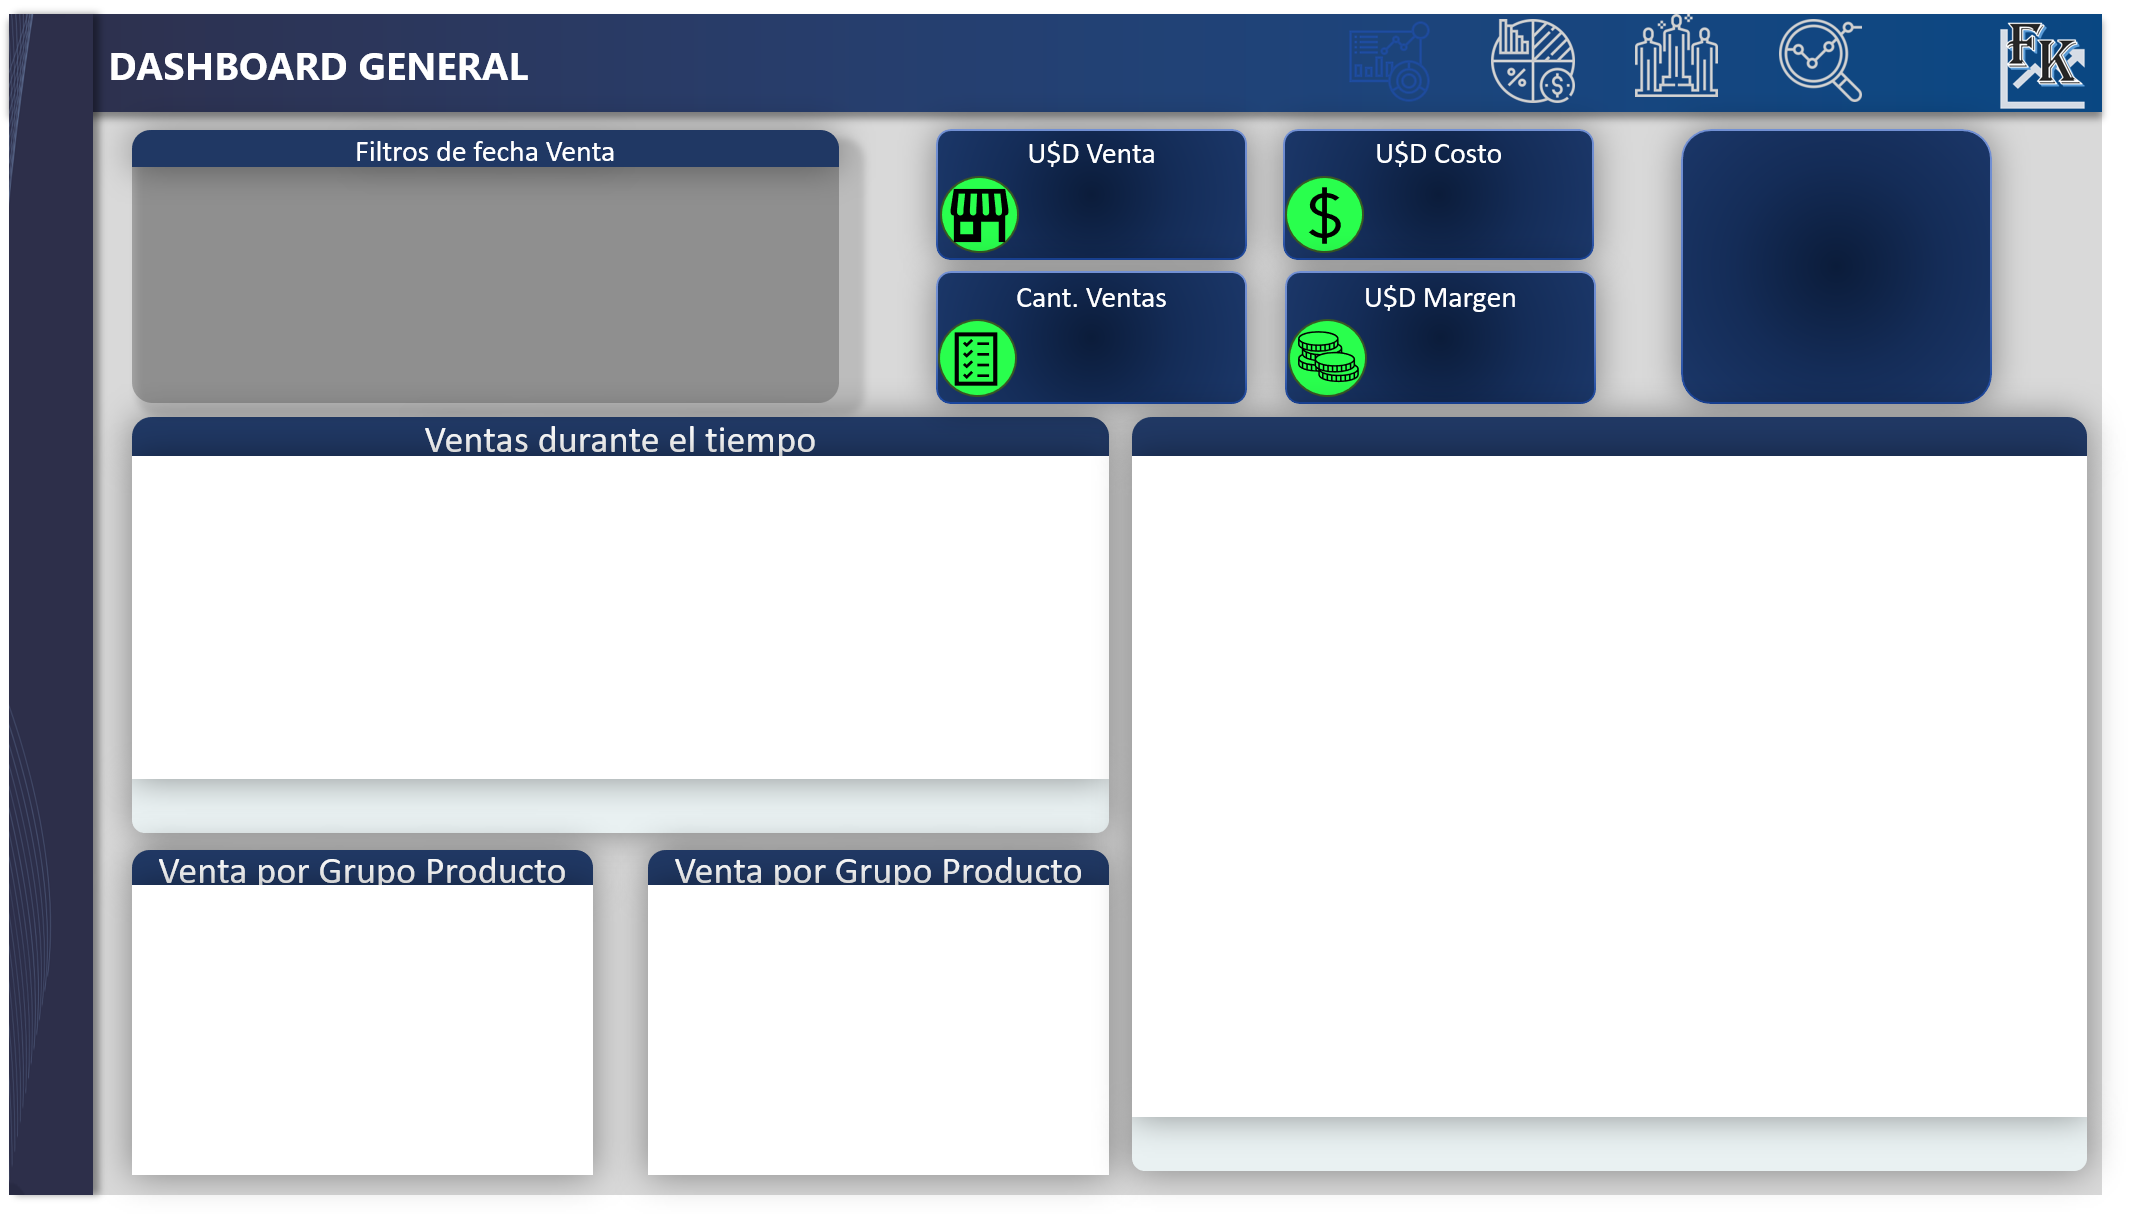 DASHBOARD GENERAL
FK
Filtros de fecha Venta
U$D Venta
U$D Costo
Cant. Ventas
U$D Margen
Ventas durante el tiempo
Venta por Grupo Producto
Venta por Grupo Producto